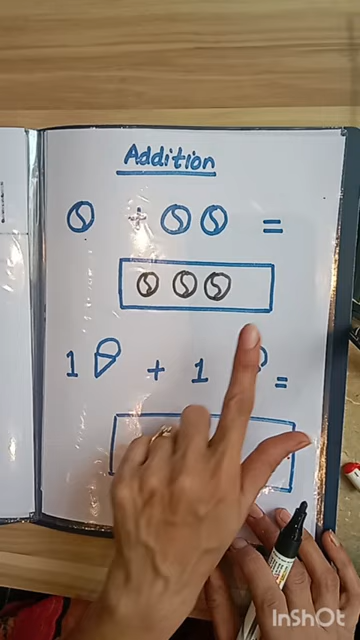 Addition
+ =
1 + 1 =
InShOt